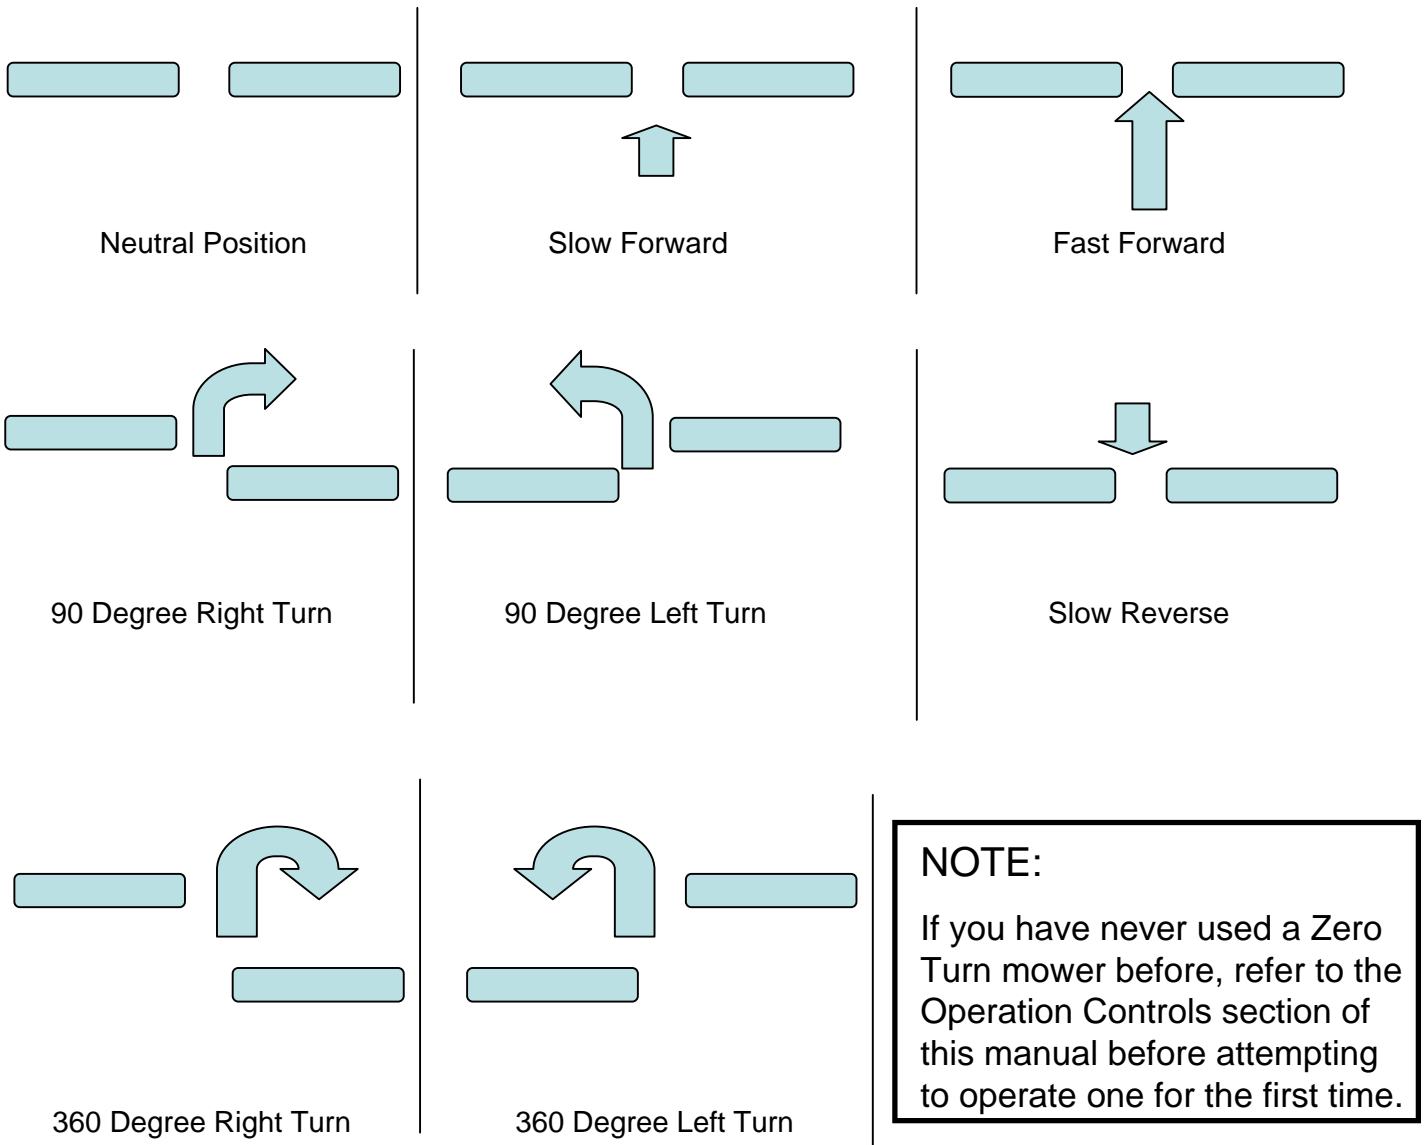 Neutral Position
Slow Forward
Fast Forward
90 Degree Right Turn
90 Degree Left Turn
Slow Reverse
360 Degree Right Turn
360 Degree Left Turn
NOTE:
If you have never used a Zero
Turn mower before, refer to the
Operation Controls section of
this manual before attempting
to operate one for the first time.